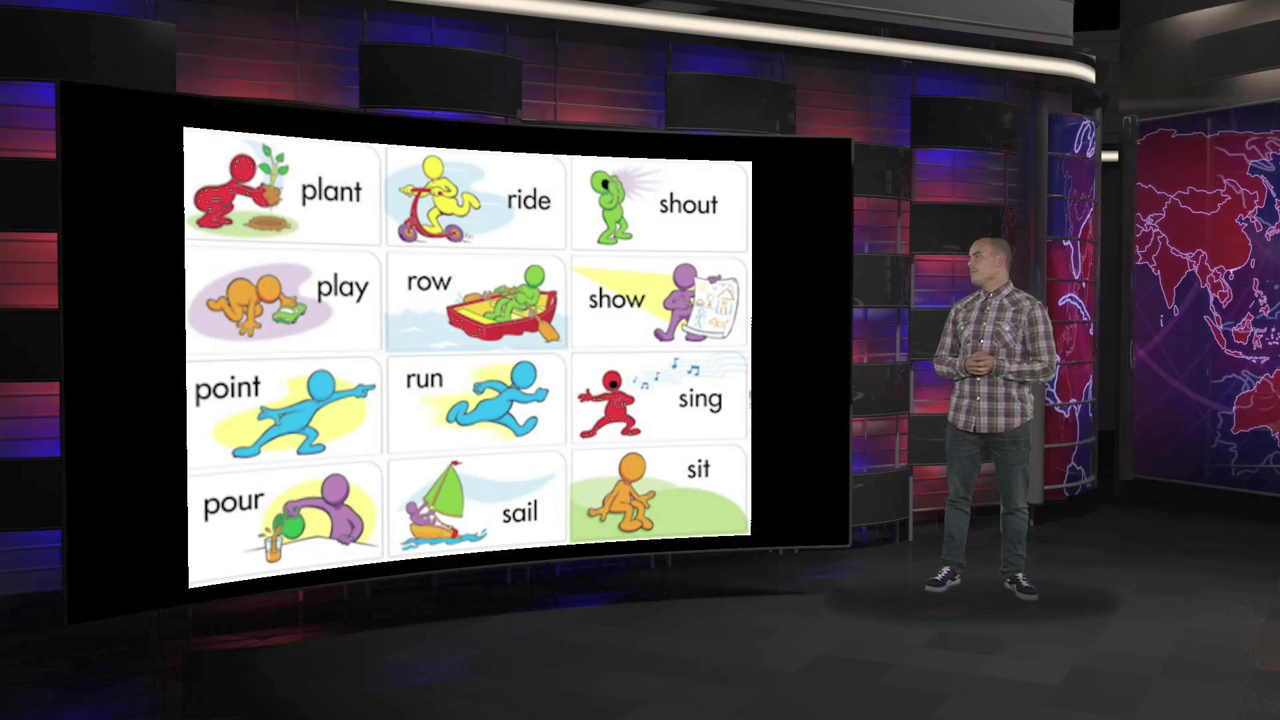 plant
ride
shout
play
row
show
point
run
sing
pour
sail
sit